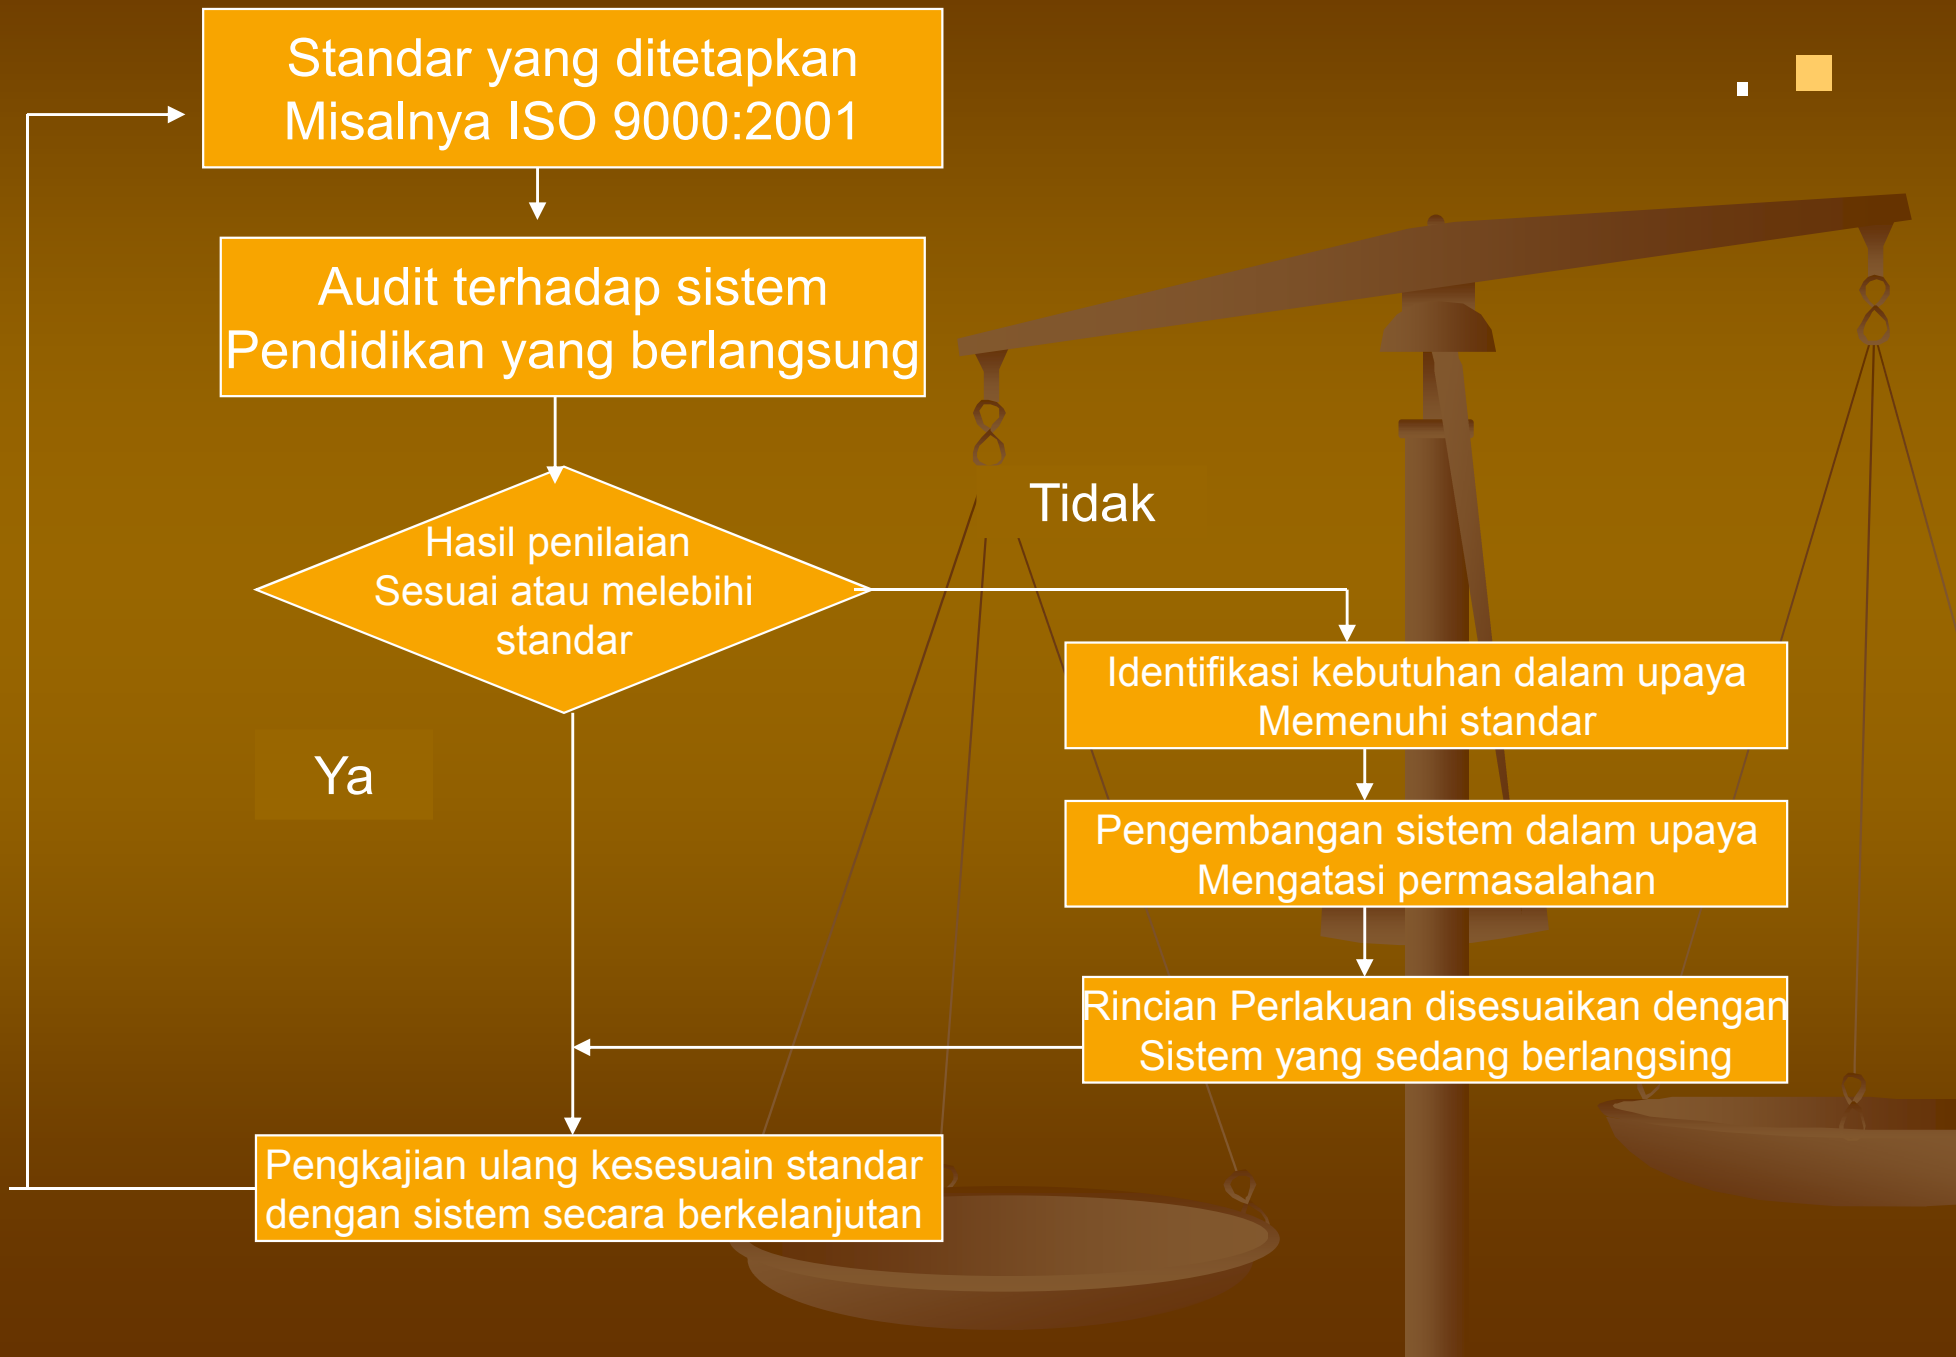 Standar yang ditetapkan
Misalnya ISO 9000:2001
Audit terhadap sistem
Pendidikan yang berlangsung
Hasil penilaian
Sesuai atau melebihi
standar
Tidak
Identifikasi kebutuhan dalam upaya
Memenuhi standar
Ya
Pengembangan sistem dalam upaya
Mengatasi permasalahan
Rincian Perlakuan disesuaikan dengan
Sistem yang sedang berlangsing
Pengkajian ulang kesesuain standar
dengan sistem secara berkelanjutan